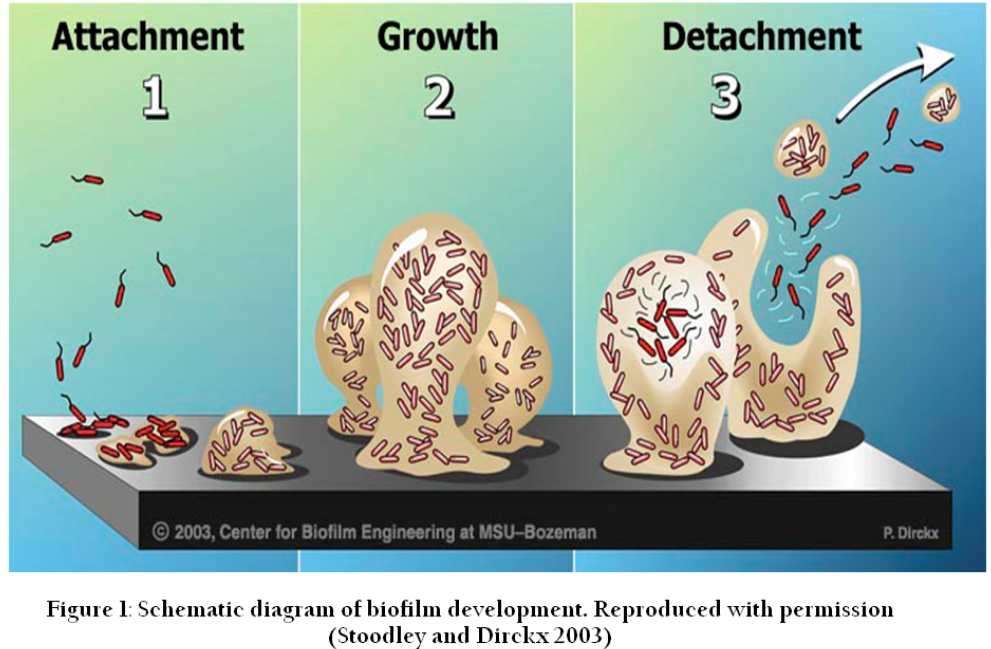 Attachment
1
Growth
2
Detachment
3
© 2003, Center for Biofilm Engineering at MSU–Bozeman
P. Dirckx
Figure 1: Schematic diagram of biofilm development. Reproduced with permission
(Stoodley and Dirckx 2003)